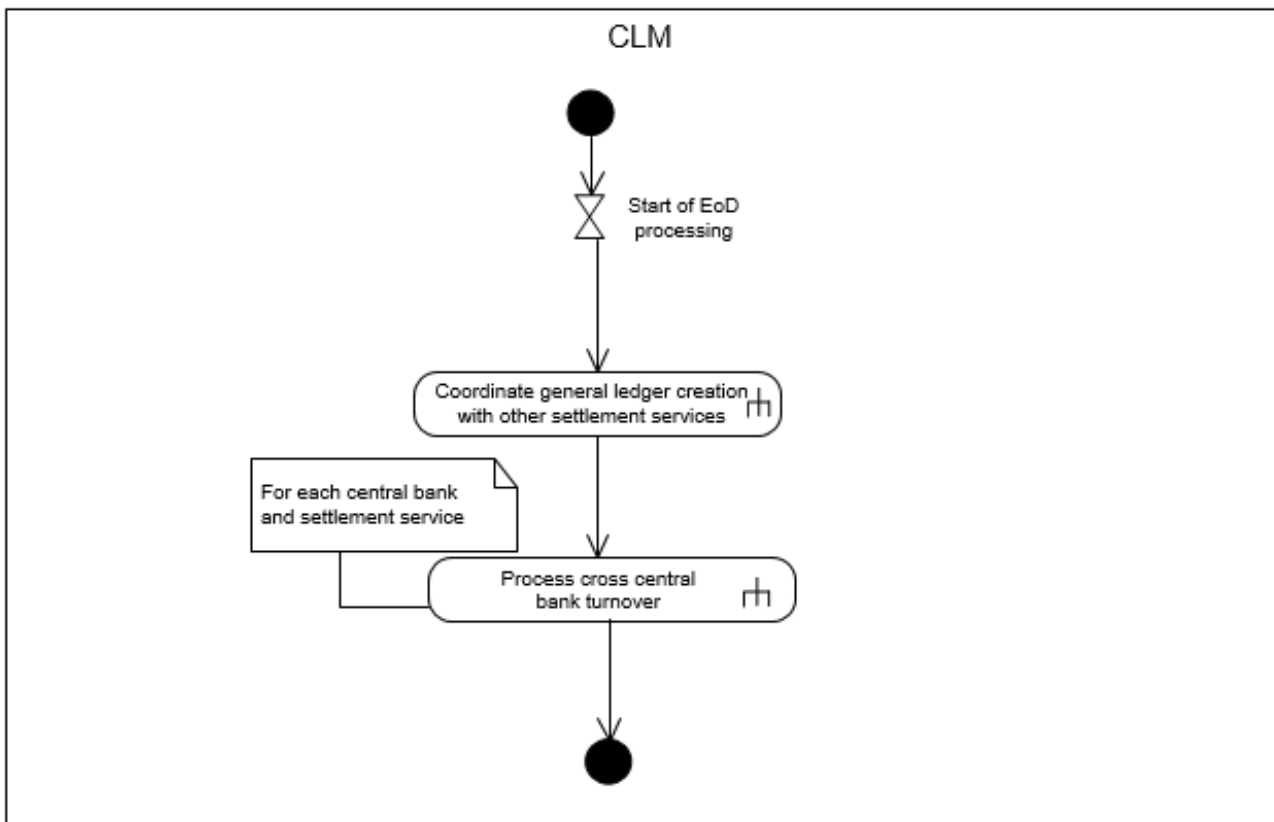 CLM
Start of EoD
processing
Coordinate general ledger creation
with other settlement services
For each central bank
and settlement service
Process cross central
bank turnover